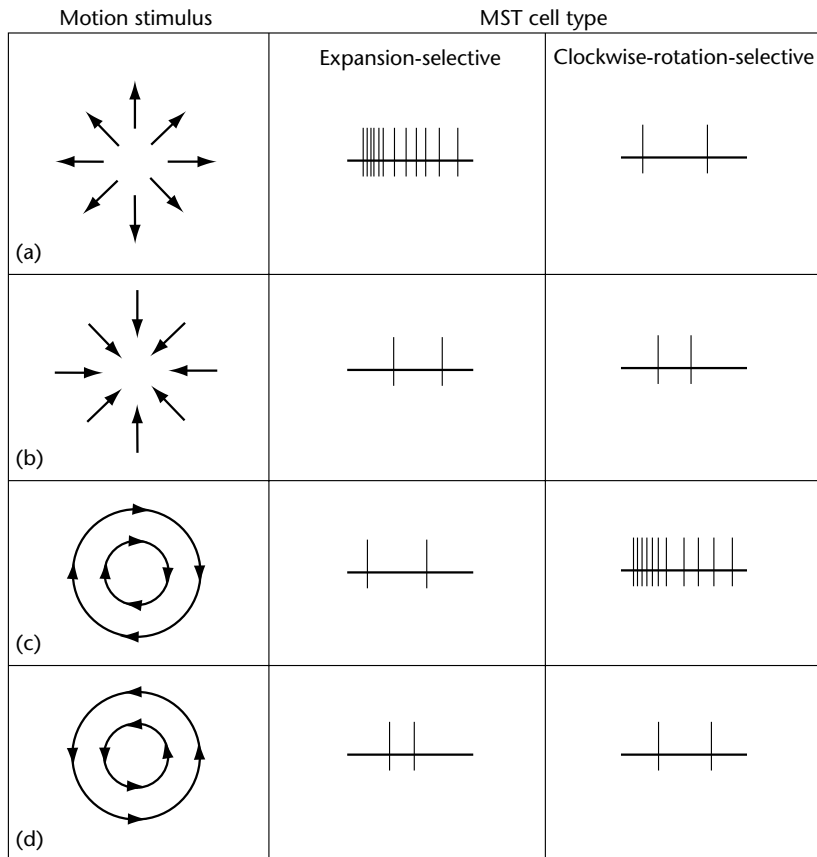 Motion stimulus
MST cell type
Expansion-selective
Clockwise-rotation-selective
(a)
(b)
(c)
(d)